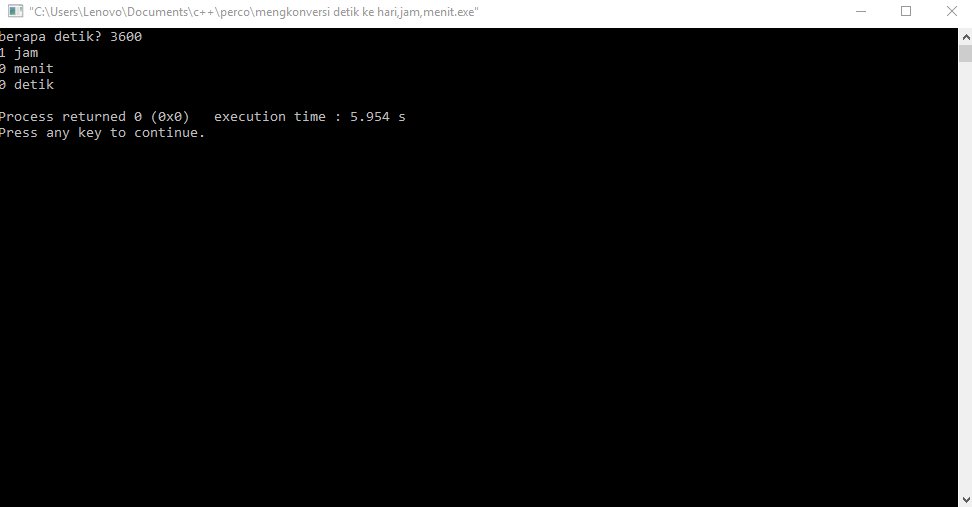 "C:\Users\Lenovo\Documents\c++\perco\mengkonversi detik ke hari,jam,menit.exe"
berapa detik? 3600
1 jam
0 menit
0 detik
Process returned 0 (0x0)   execution time : 5.954 s
Press any key to continue.